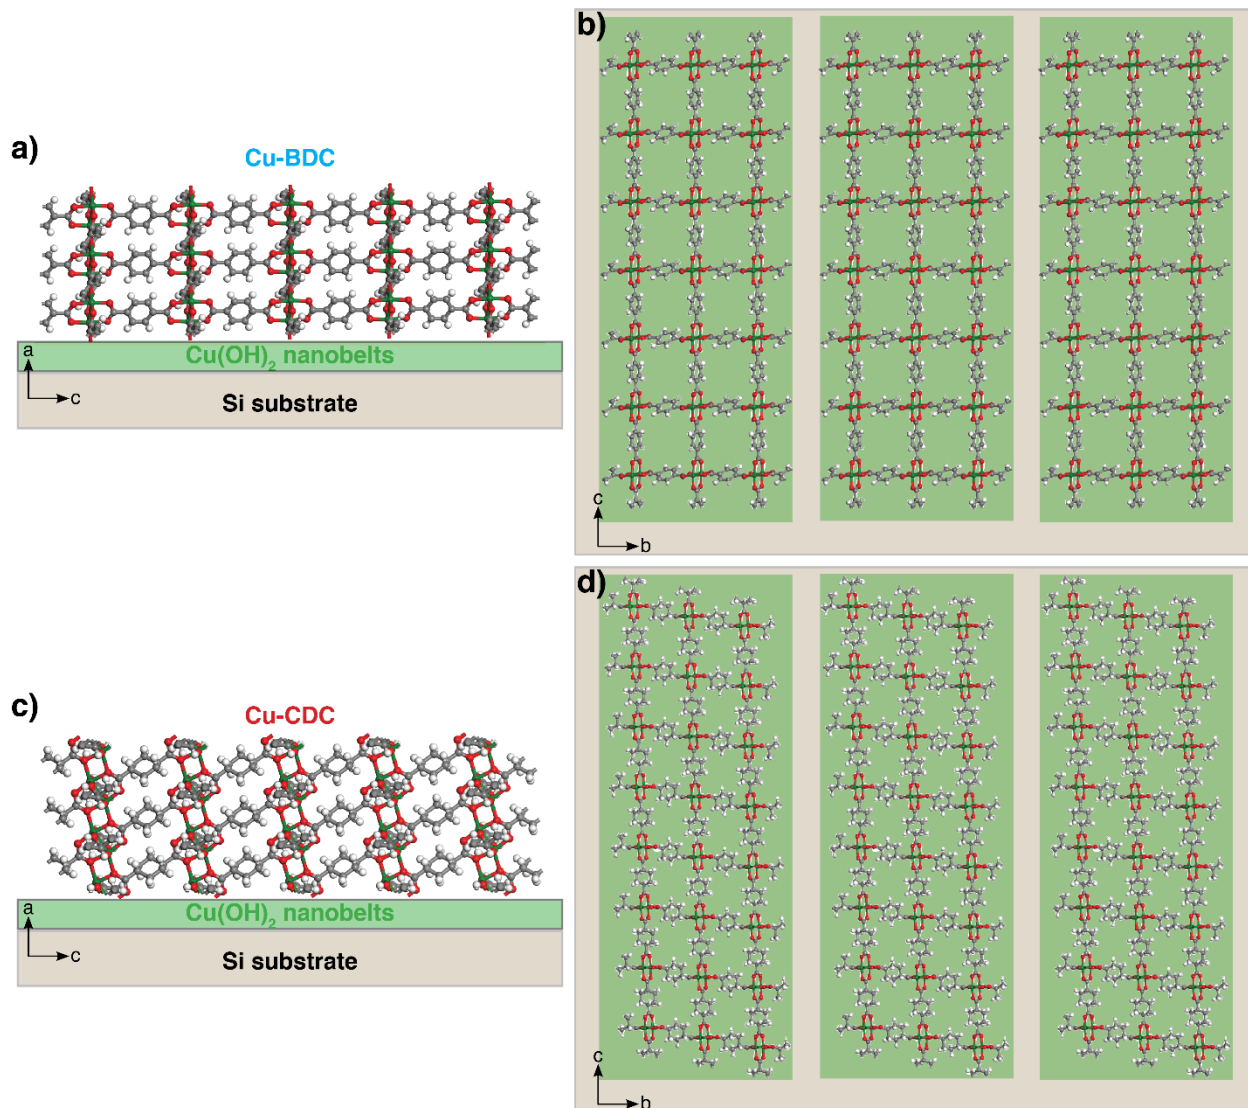 a)
Cu-BDC
Cu(OH)₂ nanobelts
a
c
Si substrate
b)
c
b
c)
Cu-CDC
Cu(OH)₂ nanobelts
a
c
Si substrate
d)
c
b